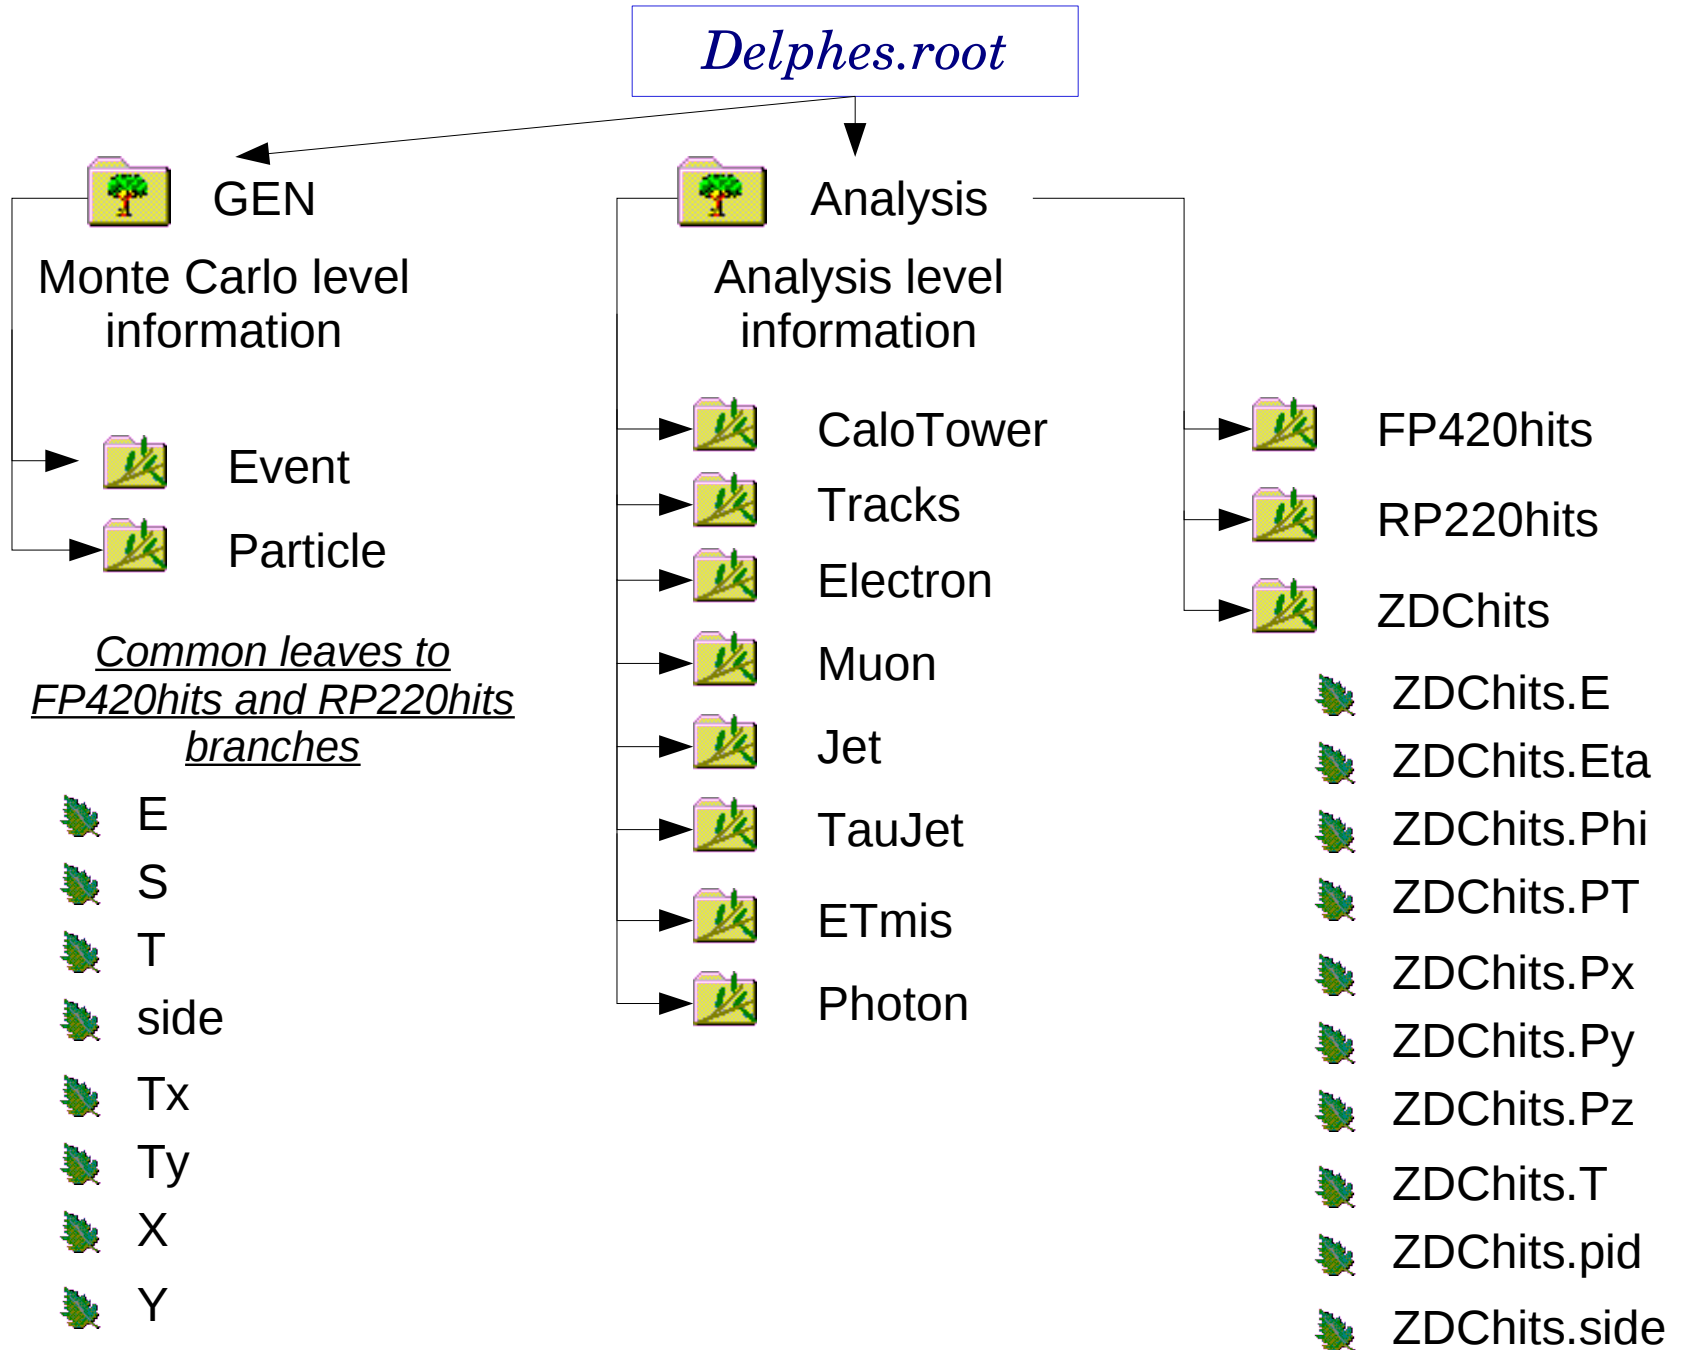 Delphes.root
GEN
Monte Carlo level
information
Event
Particle
Common leaves to
FP420hits and RP220hits
branches
E
S
T
side
Tx
Ty
X
Y
Analysis
Analysis level
information
CaloTower
Tracks
Electron
Muon
Jet
TauJet
ETmis
Photon
FP420hits
RP220hits
ZDChits
ZDChits.E
ZDChits.Eta
ZDChits.Phi
ZDChits.PT
ZDChits.Px
ZDChits.Py
ZDChits.Pz
ZDChits.T
ZDChits.pid
ZDChits.side